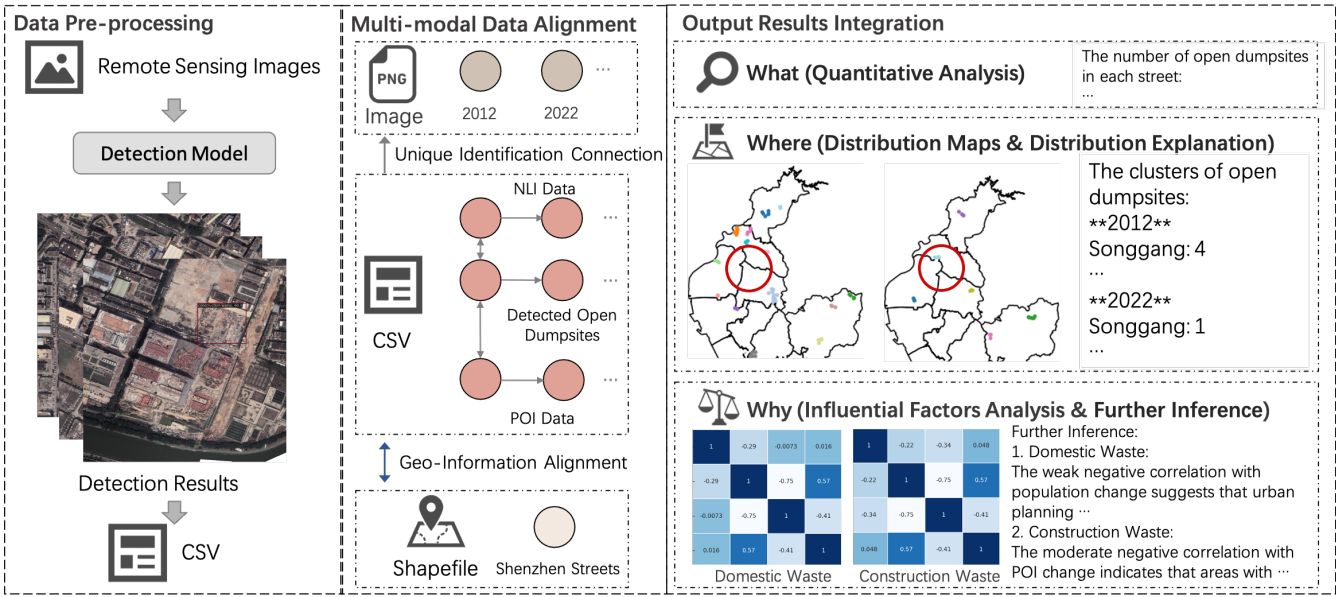 Data Pre-processing
Remote Sensing Images
Detection Model
Detection Results
CSV
Multi-modal Data Alignment
PNG
Image
2012
2022
...
Unique Identification Connection
NLI Data
...
CSV
...
Detected Open
Dumpsites
...
POI Data
Geo-Information Alignment
Shapefile
Shenzhen Streets
Output Results Integration
What (Quantitative Analysis)
The number of open dumpsites
in each street:
...
Where (Distribution Maps & Distribution Explanation)
The clusters of open
dumpsites:
**2012**
Songgang: 4
...
**2022**
Songgang: 1
...
Why (Influential Factors Analysis & Further Inference)
1 -0.29 -0.0073 0.016
-0.29 1 -0.75 0.57
-0.0073 -0.75 1 -0.41
0.016 0.57 -0.41 1
Domestic Waste
1 -0.22 -0.34 0.048
-0.22 1 -0.75 0.57
-0.34 -0.75 1 -0.41
0.048 0.57 -0.41 1
Construction Waste
Further Inference:
1. Domestic Waste:
The weak negative correlation with
population change suggests that urban
planning ...
2. Construction Waste:
The moderate negative correlation with
POI change indicates that areas with ...